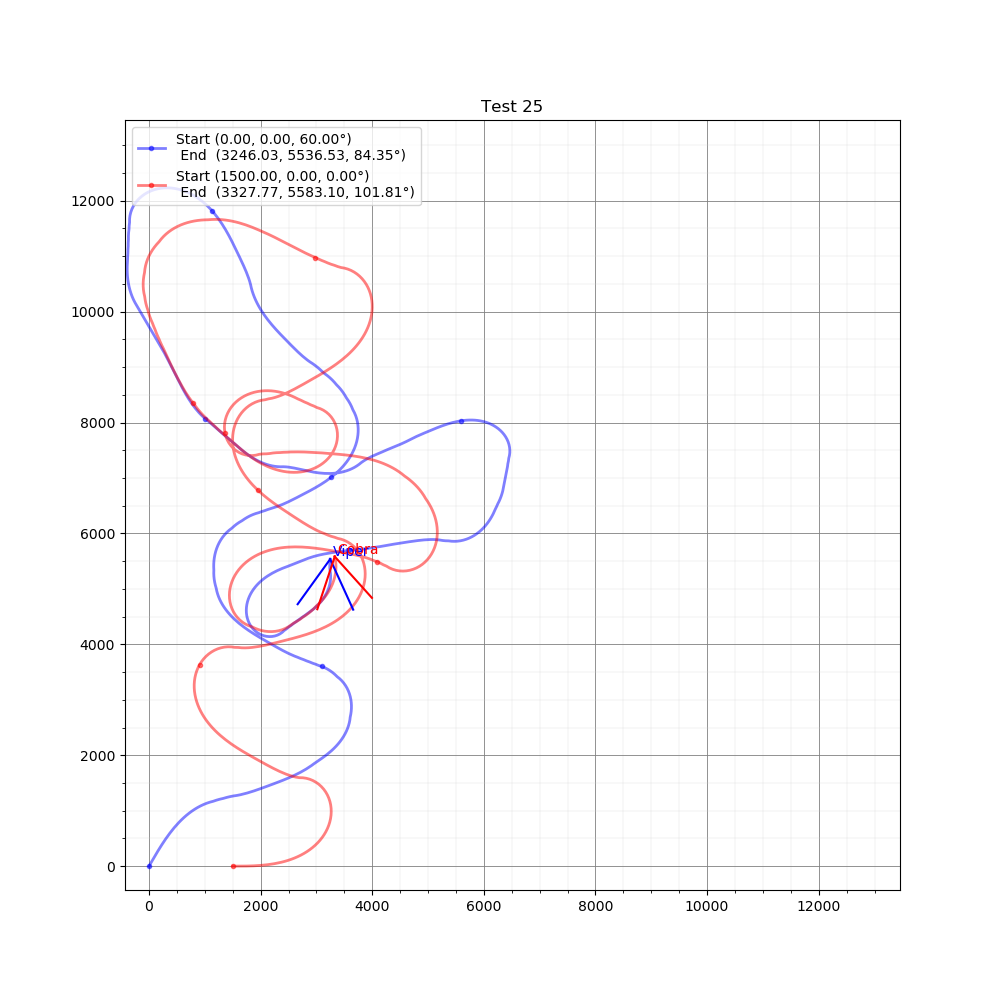 Test 25
Start (0.00, 0.00, 60.00°)
End (3246.03, 5536.53, 84.35°)
Start (1500.00, 0.00, 0.00°)
End (3327.77, 5583.10, 101.81°)
12000
10000
8000
6000
4000
2000
0
Viper
Cobra
0
2000
4000
6000
8000
10000
12000